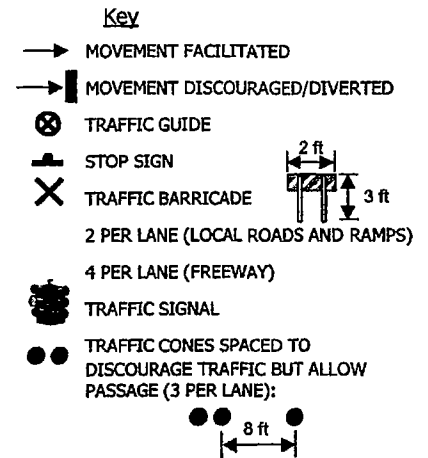 Key
MOVEMENT FACILITATED
MOVEMENT DISCOURAGED/DIVERTED
TRAFFIC GUIDE
STOP SIGN
2 ft
TRAFFIC BARRICADE
3 ft
2 PER LANE (LOCAL ROADS AND RAMPS)
4 PER LANE (FREEWAY)
TRAFFIC SIGNAL
TRAFFIC CONES SPACED TO
DISCOURAGE TRAFFIC BUT ALLOW
PASSAGE (3 PER LANE):
8 ft